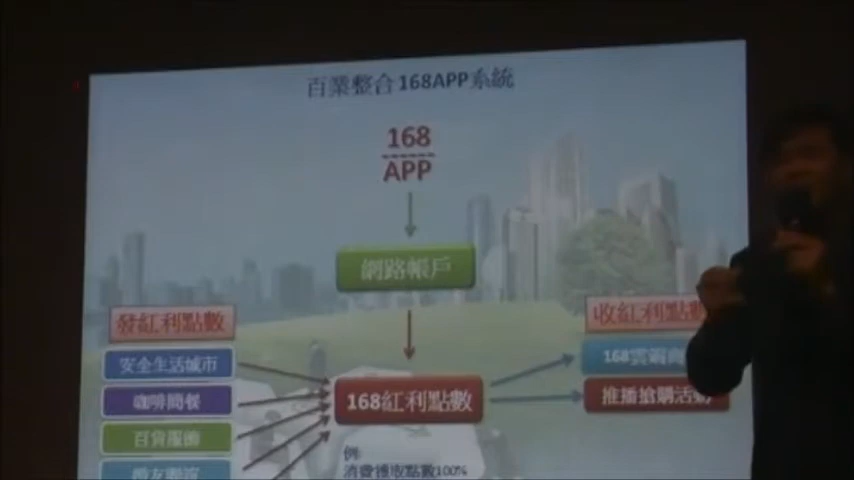 百業整合168APP系統
168
APP
網路帳戶
發紅利點數
收紅利點數
安全生活城市
168雲端商
咖啡簡餐
168紅利點數
推播搶購活動
百貨服飾
例:
消費獲取點數100%